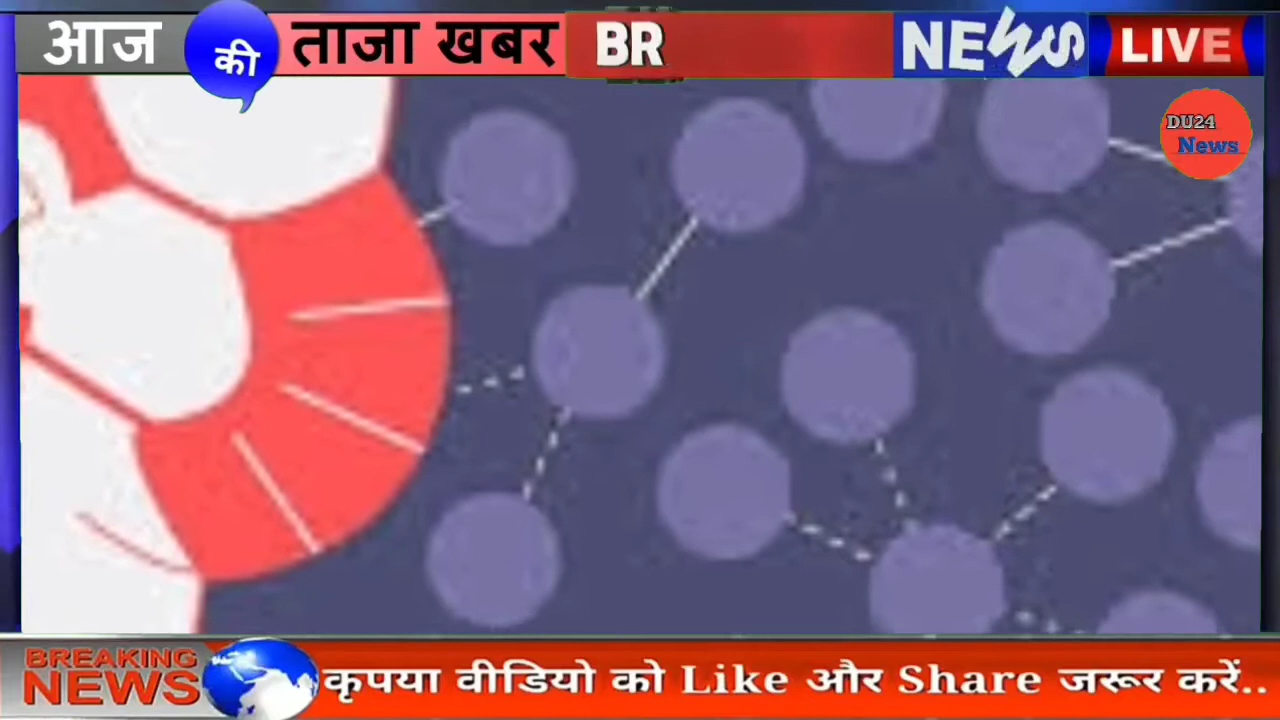 आज की ताजा खबर BR NEWS LIVE
DU24
News
BREAKING
NEWS
कृपया वीडियो को Like और Share जरूर करें..